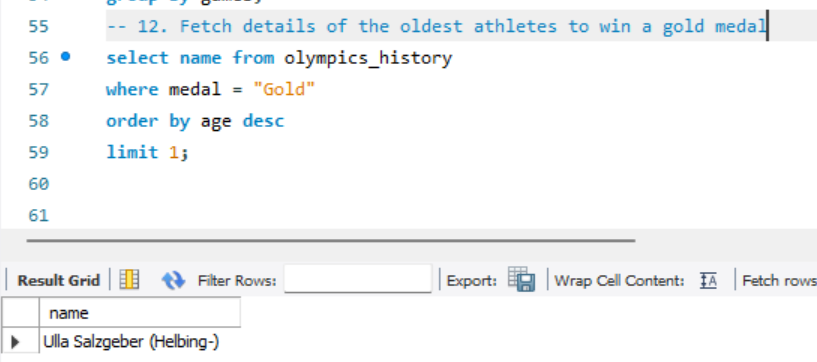 55 -- 12. Fetch details of the oldest athletes to win a gold medal
56 select name from olympics_history
57 where medal = "Gold"
58 order by age desc
59 limit 1;
60
61
Result Grid Filter Rows: Export: Wrap Cell Content: Fetch rows
name
Ulla Salzgeber (Helbing-)